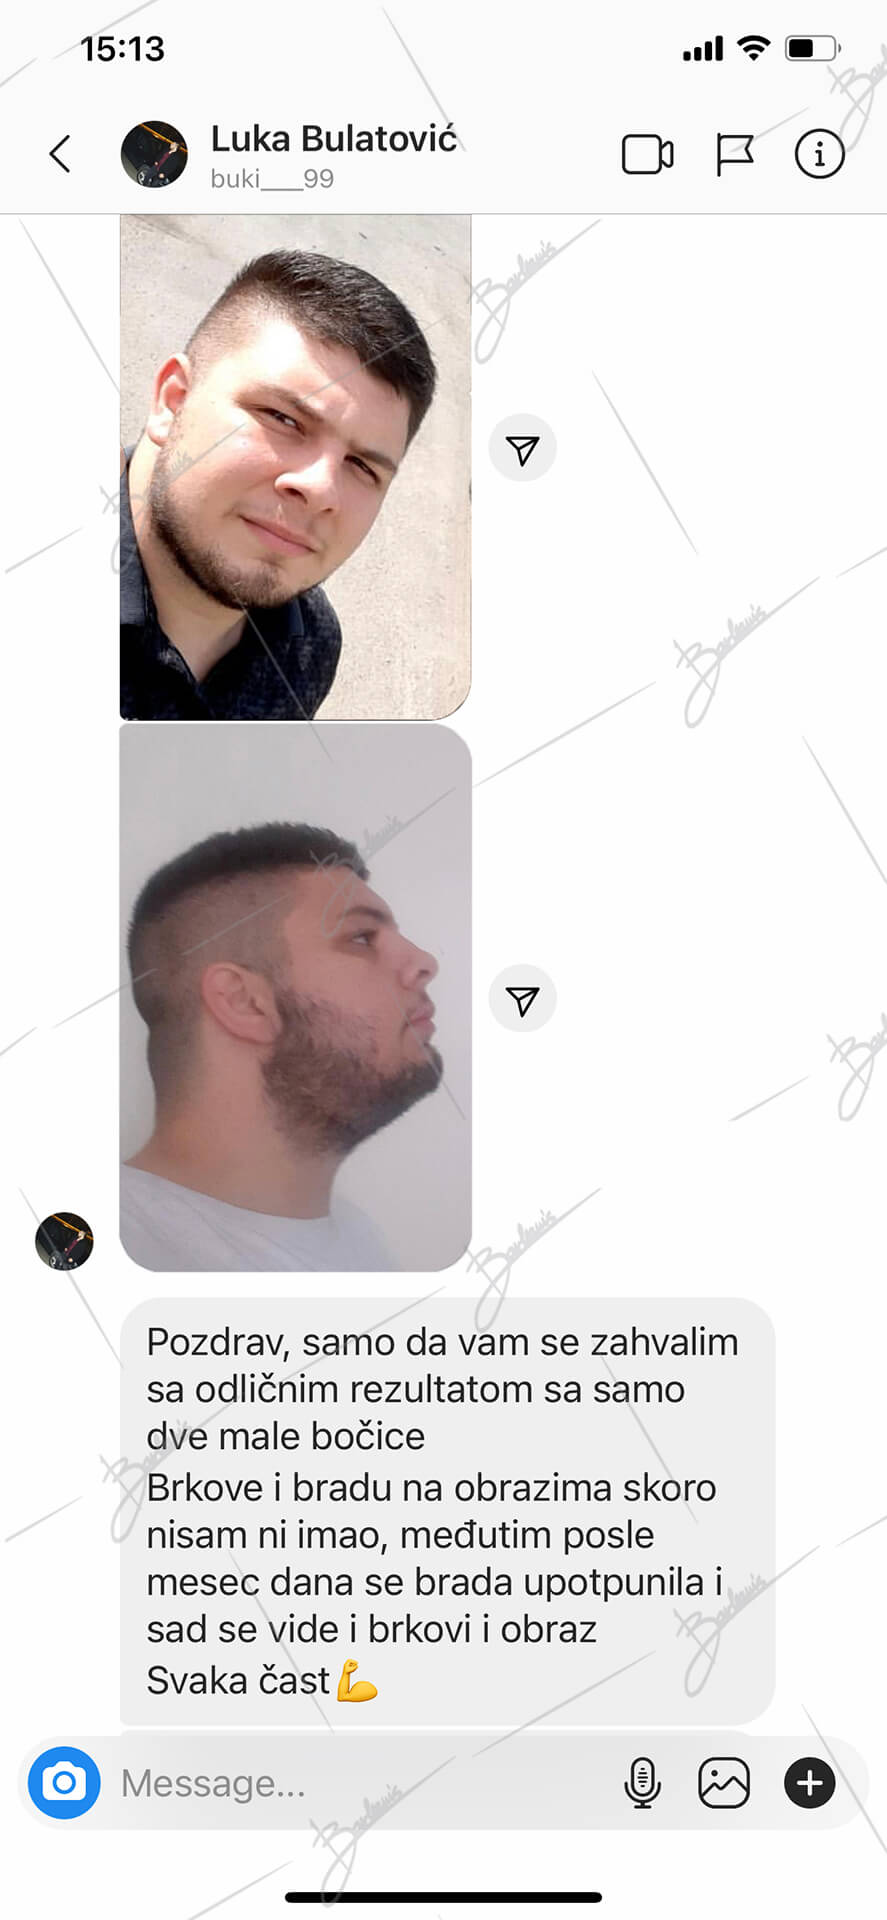 15:13
Luka Bulatović
buki___99
Pozdrav, samo da vam se zahvalim
sa odličnim rezultatom sa samo
dve male bočice
Brkove i bradu na obrazima skoro
nisam ni imao, međutim posle
mesec dana se brada upotpunila i
sad se vide i brkovi i obraz
Svaka čast💪
Message...